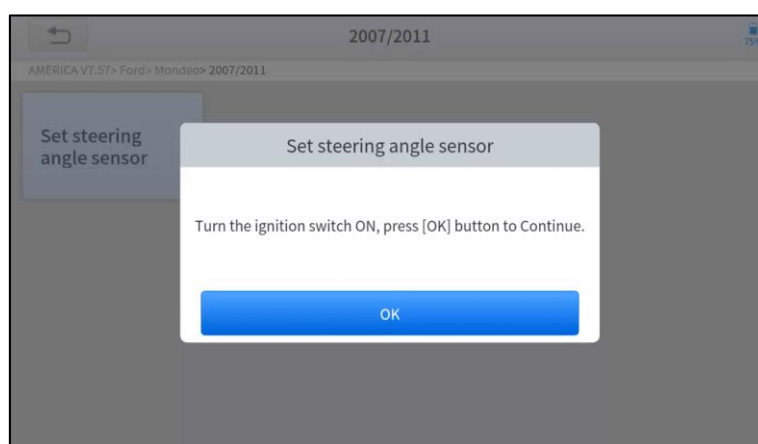 2007/2011
AMERICA V7.57> Ford> Mondeo> 2007/2011
Set steering
angle sensor
Set steering angle sensor
Turn the ignition switch ON, press [OK] button to Continue.
OK